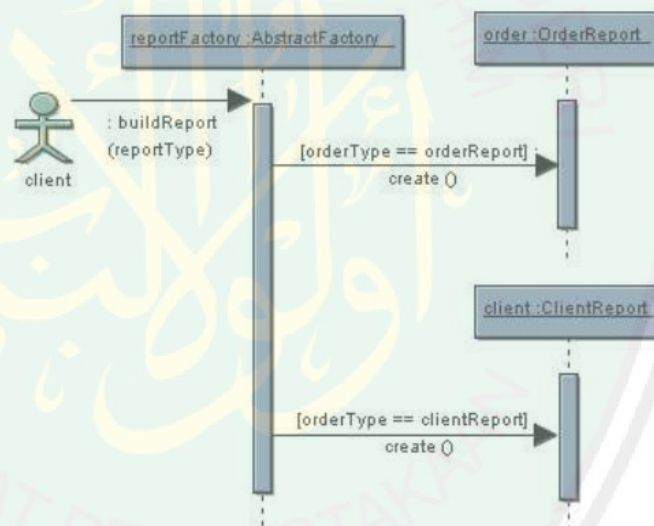 reportFactory :AbstractFactory
order :OrderReport
: buildReport
(reportType)
client
[orderType == orderReport] :
create ()
client :ClientReport
[orderType == clientReport]
create ()